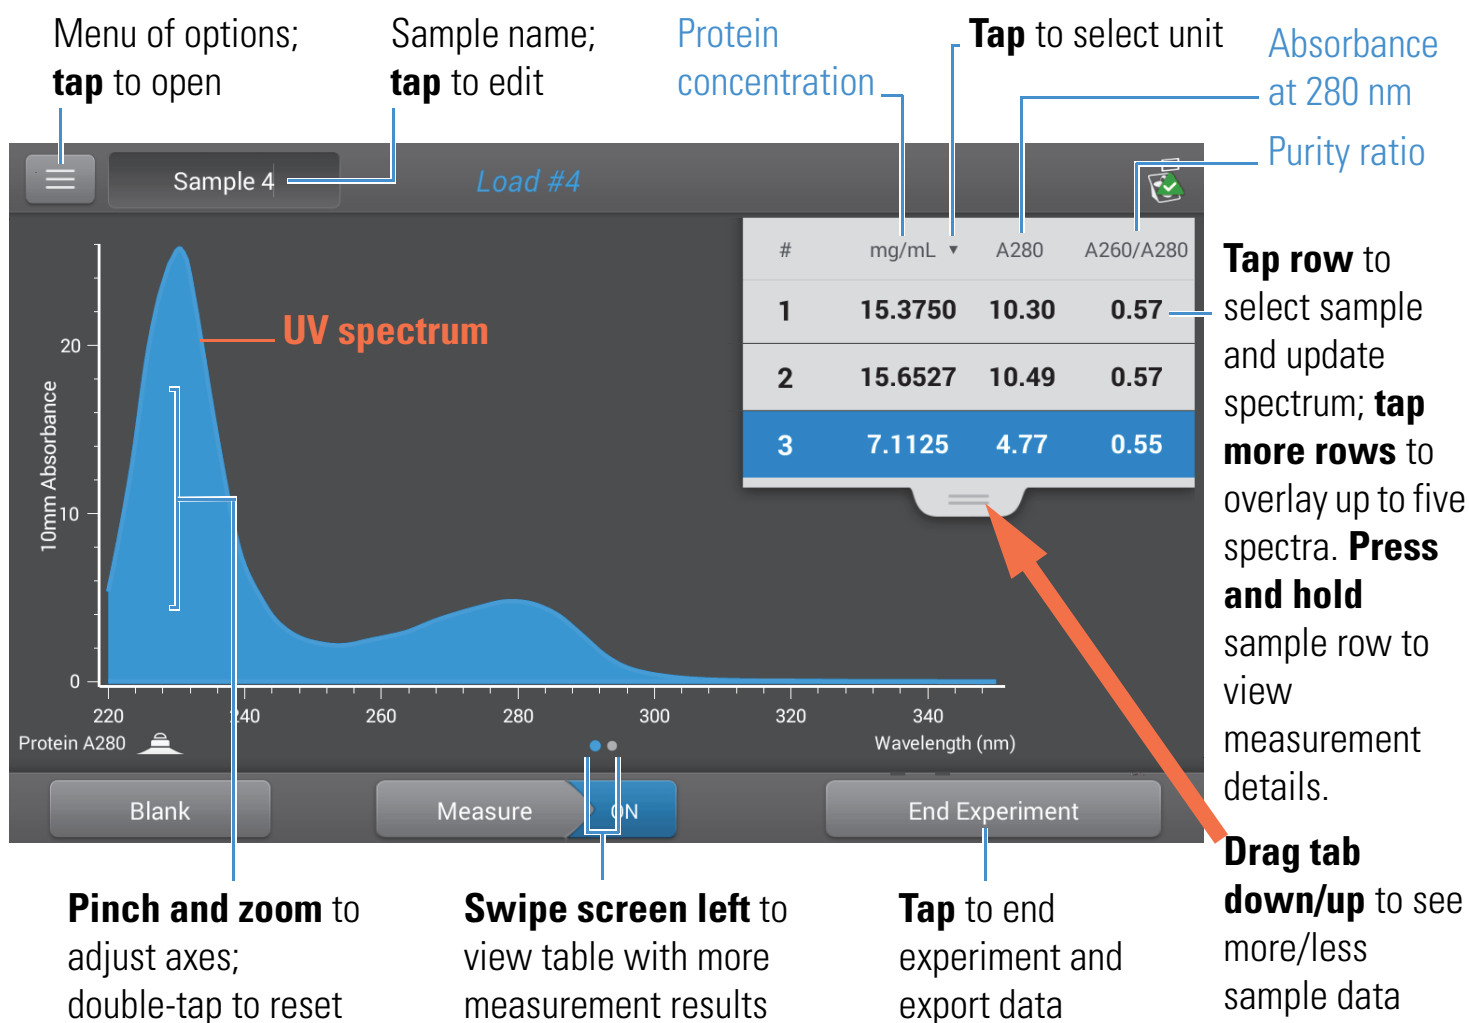 Menu of options;
tap to open
Sample name;
tap to edit
Protein
concentration
Tap to select unit
Absorbance
at 280 nm
Purity ratio
Sample 4
Load #4
# mg/mL ▼ A280 A260/A280
1 15.3750 10.30 0.57
2 15.6527 10.49 0.57
3 7.1125 4.77 0.55
UV spectrum
10mm Absorbance
20
10
0
220 240 260 280 300 320 340
Protein A280
Wavelength (nm)
Blank
Measure
ON
End Experiment
Tap row to
select sample
and update
spectrum; tap
more rows to
overlay up to five
spectra. Press
and hold
sample row to
view
measurement
details.
Drag tab
down/up to see
more/less
sample data
Pinch and zoom to
adjust axes;
double-tap to reset
Swipe screen left to
view table with more
measurement results
Tap to end
experiment and
export data